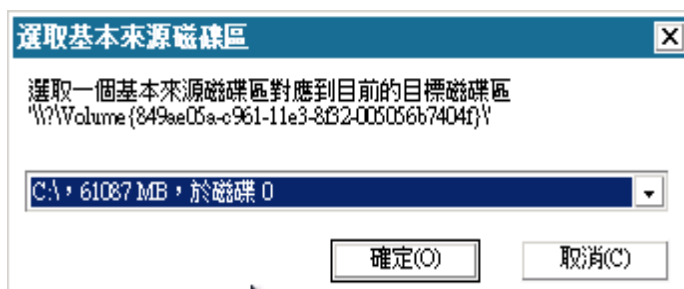 選取基本來源磁碟區
選取一個基本來源磁碟區對應到目前的目標磁碟區
'\\?\Volume{849ae05a-c961-11e3-8f32-005056b7404f}\'
C:\，61087 MB，於磁碟 0
確定(O)
取消(C)